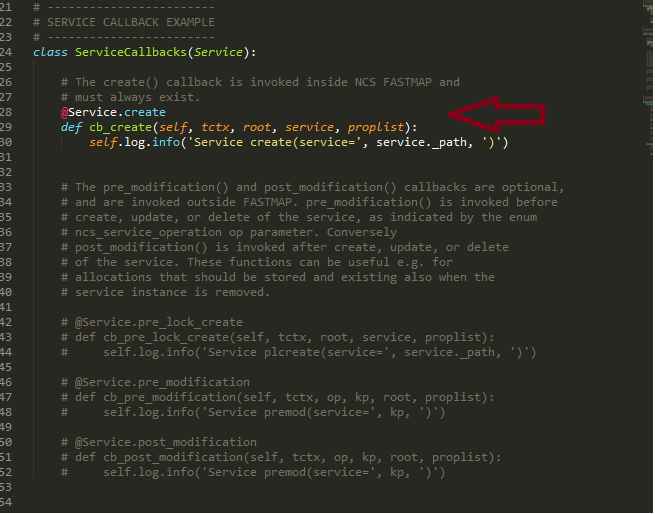 21 # ------------------------
22 # SERVICE CALLBACK EXAMPLE
23 # ------------------------
24 class ServiceCallbacks(Service):
25
26     # The create() callback is invoked inside NCS FASTMAP and
27     # must always exist.
28     @Service.create
29     def cb_create(self, tctx, root, service, proplist):
30         self.log.info('Service create(service=', service._path, ')')
31
32
33     # The pre_modification() and post_modification() callbacks are optional,
34     # and are invoked outside FASTMAP. pre_modification() is invoked before
35     # create, update, or delete of the service, as indicated by the enum
36     # ncs_service_operation op parameter. Conversely
37     # post_modification() is invoked after create, update, or delete
38     # of the service. These functions can be useful e.g. for
39     # allocations that should be stored and existing also when the
40     # service instance is removed.
41
42     # @Service.pre_lock_create
43     # def cb_pre_lock_create(self, tctx, root, service, proplist):
44     #     self.log.info('Service plcreate(service=', service._path, ')')
45
46     # @Service.pre_modification
47     # def cb_pre_modification(self, tctx, op, kp, root, proplist):
48     #     self.log.info('Service premod(service=', kp, ')')
49
50     # @Service.post_modification
51     # def cb_post_modification(self, tctx, op, kp, root, proplist):
52     #     self.log.info('Service premod(service=', kp, ')')
53
54